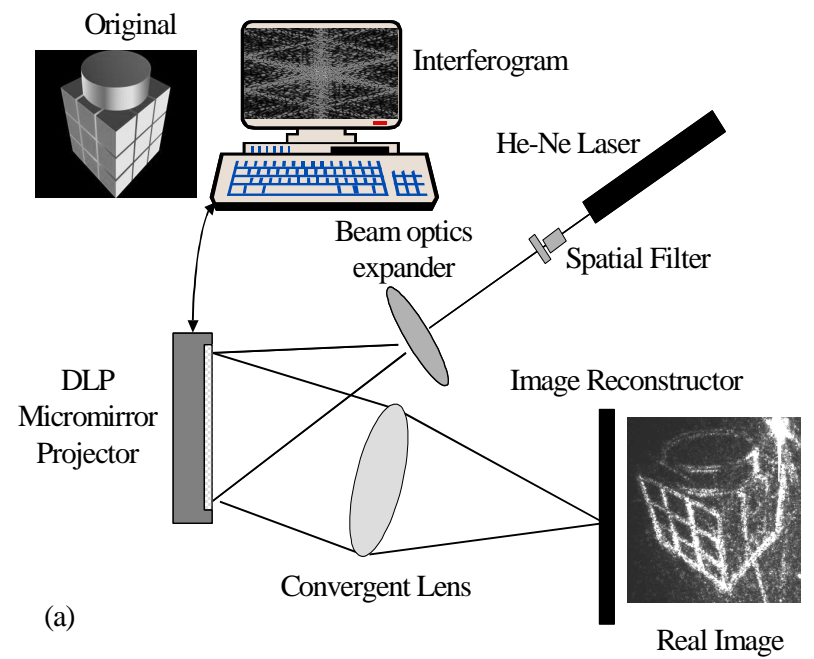 Original
Interferogram
He-Ne Laser
Spatial Filter
Beam optics
expander
DLP
Micromirror
Projector
Image Reconstructor
Convergent Lens
(a)
Real Image